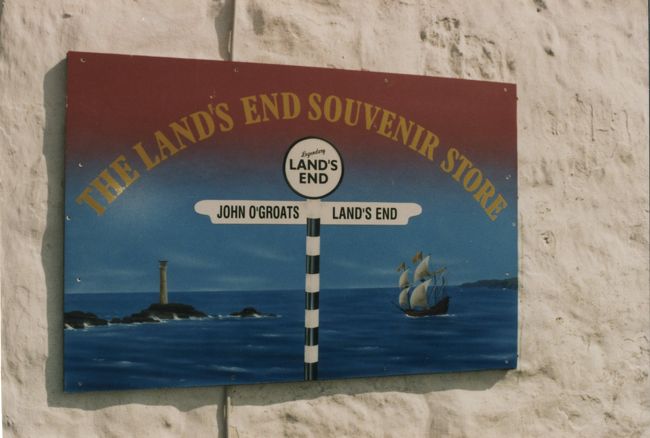 THE LAND'S END SOUVENIR STORE
Legendary
LAND'S
END
JOHN O'GROATS LAND'S END